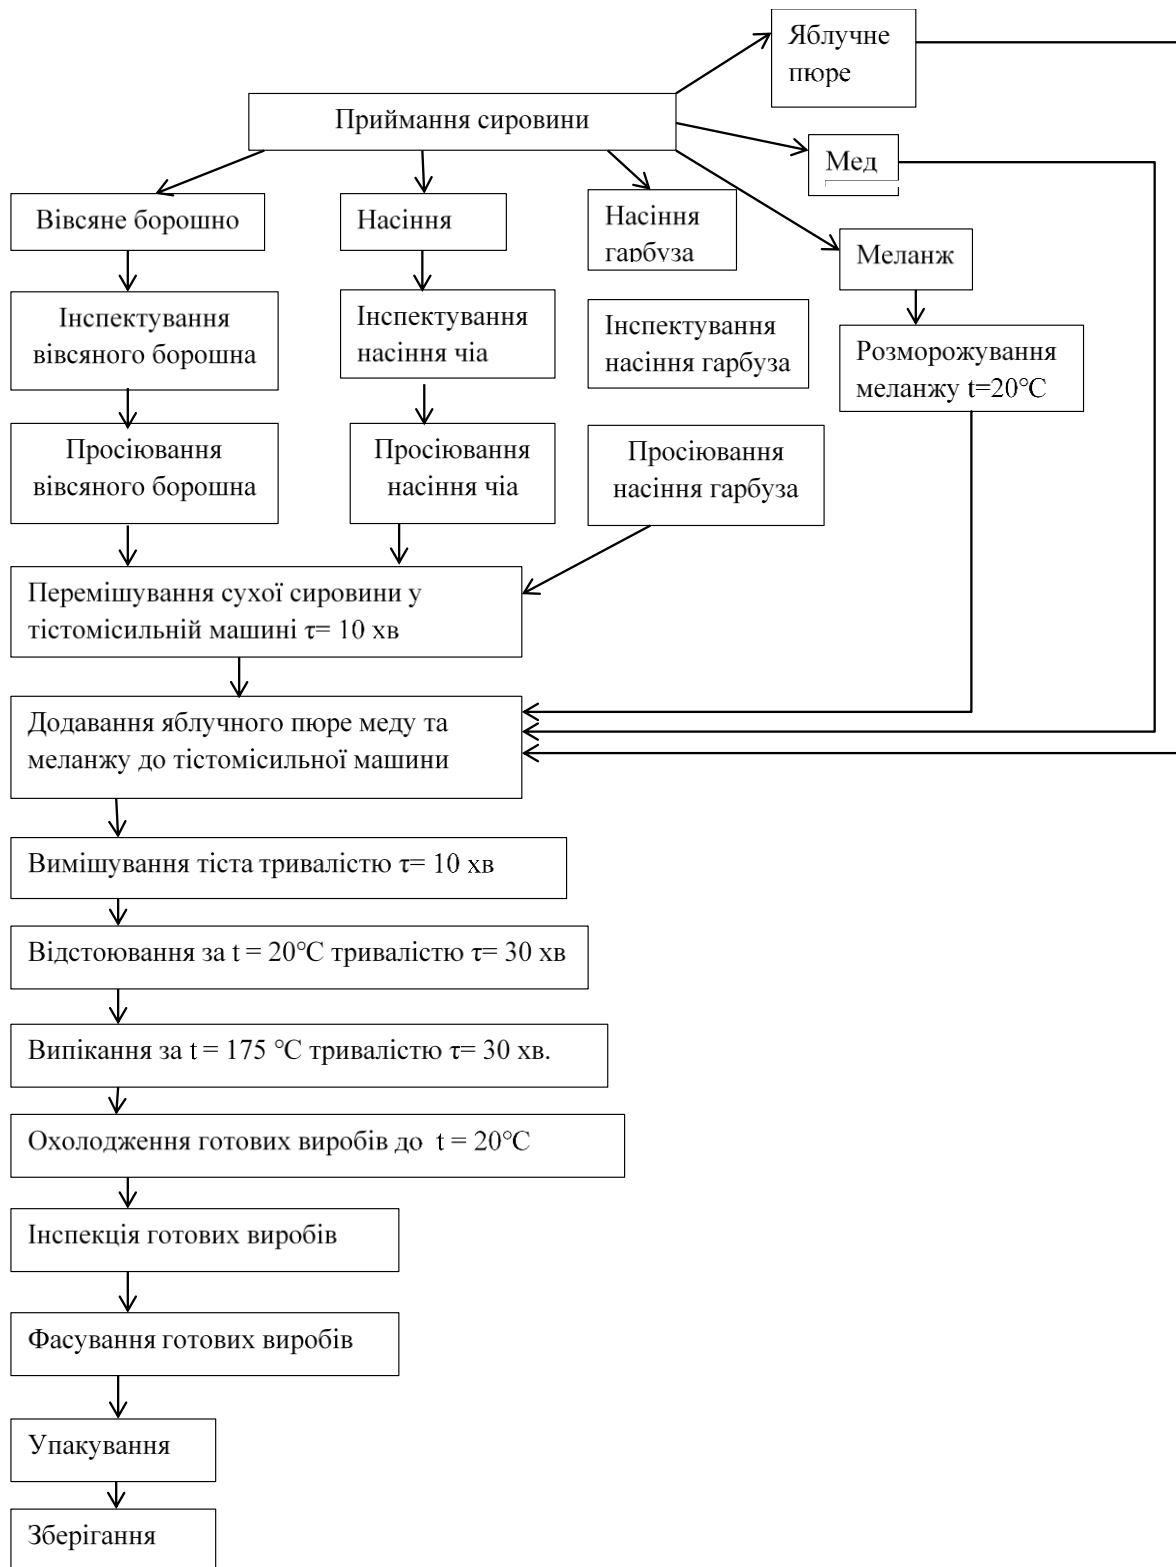 Яблучне
пюре
Приймання сировини
Мед
Вівсяне борошно
Насіння
Насіння
гарбуза
Меланж
Інспектування
вівсяного борошна
Інспектування
насіння чіа
Інспектування
насіння гарбуза
Розморожування
меланжу t=20°С
Просіювання
вівсяного борошна
Просіювання
насіння чіа
Просіювання
насіння гарбуза
Перемішування сухої сировини у
тістомісильній машині τ= 10 хв
Додавання яблучного пюре меду та
меланжу до тістомісильної машини
Вимішування тіста тривалістю τ= 10 хв
Відстоювання за t = 20°С тривалістю τ= 30 хв
Випікання за t = 175 °С тривалістю τ= 30 хв.
Охолодження готових виробів до t = 20°С
Інспекція готових виробів
Фасування готових виробів
Упакування
Зберігання